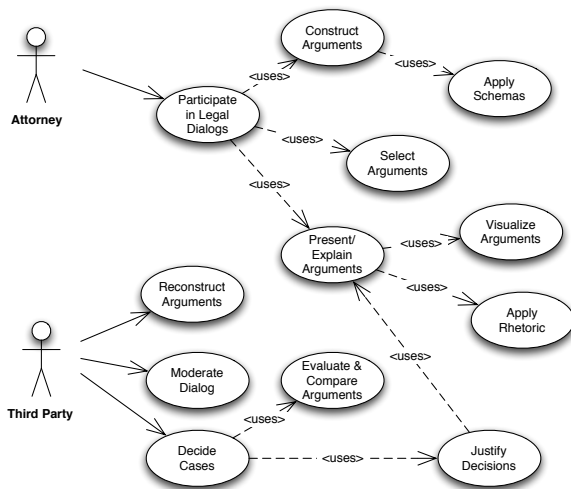 Construct
Arguments
<uses>
<uses>
Apply
Schemas
Attorney
Participate
in Legal
Dialogs
<uses>
Select
Arguments
<uses>
Present/
Explain
Arguments
<uses>
Visualize
Arguments
<uses>
Apply
Rhetoric
Reconstruct
Arguments
Third Party
Moderate
Dialog
Evaluate &
Compare
Arguments
<uses>
<uses>
Decide
Cases
<uses>
Justify
Decisions